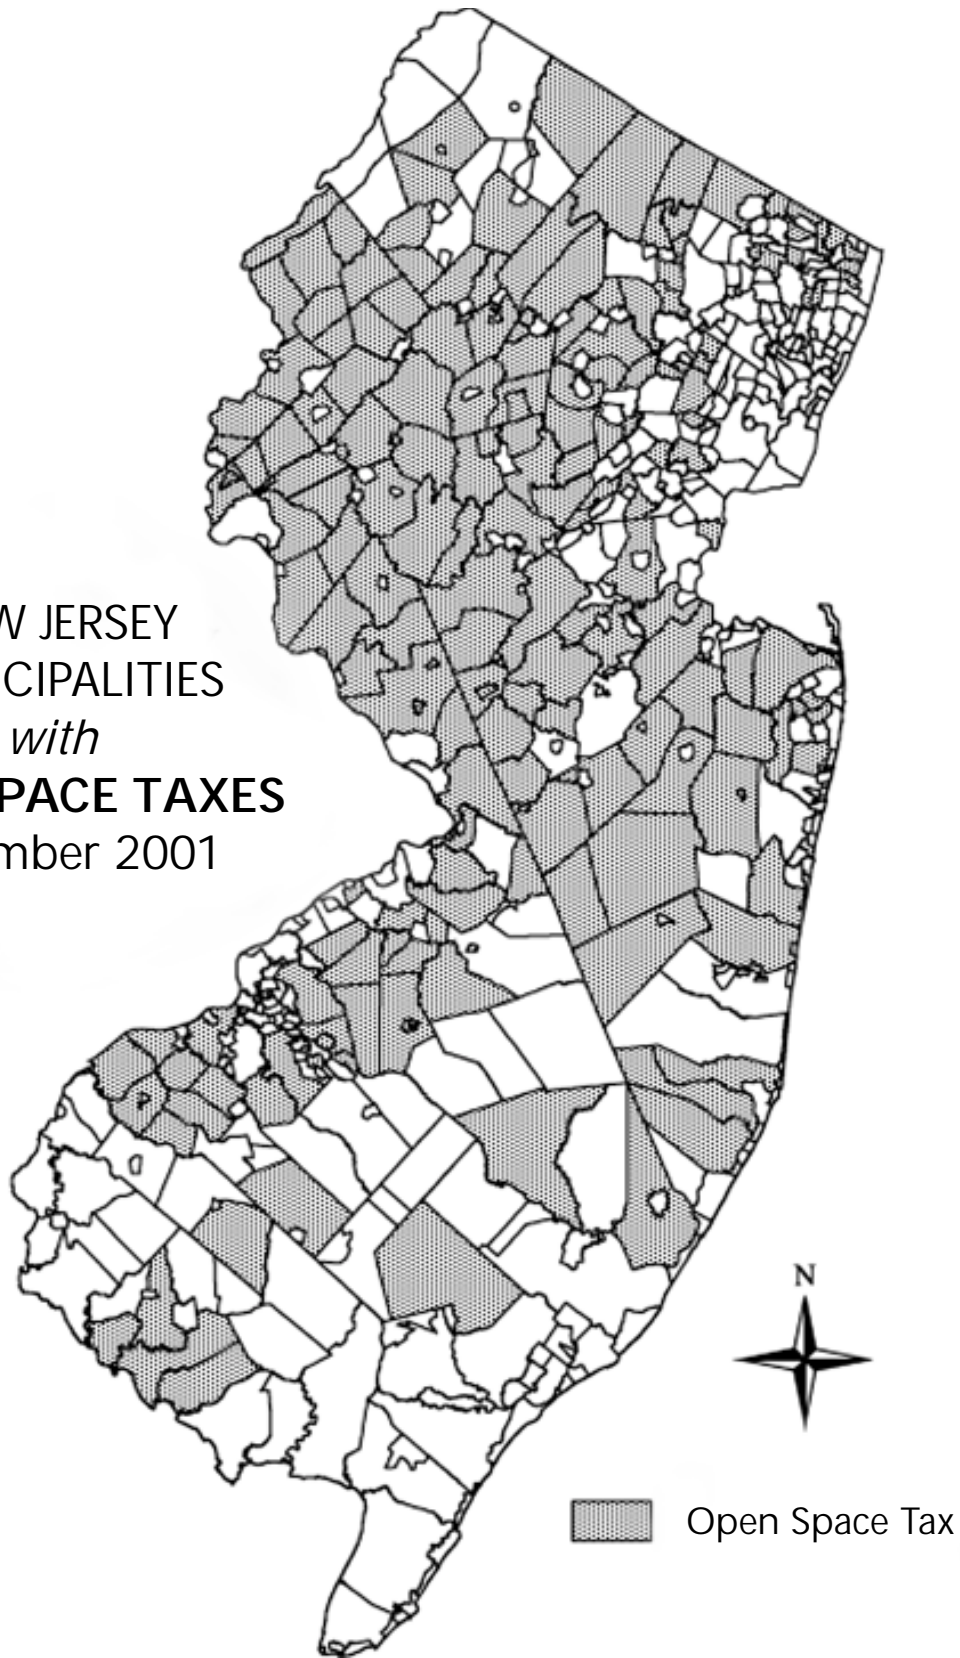 W JERSEY
CIPALITIES
with
PACE TAXES
mber 2001
N
Open Space Tax